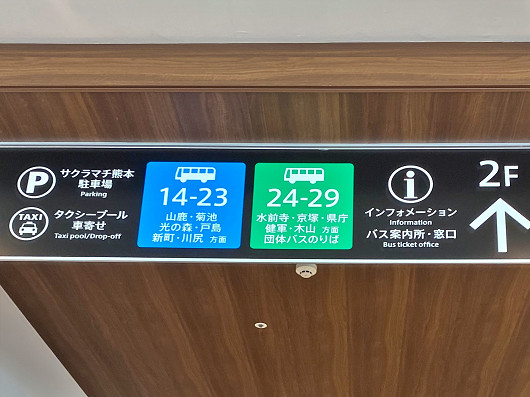 P
サクラマチ熊本
駐車場
Parking
TAXI
タクシープール
車寄せ
Taxi pool/Drop-off
14-23
山鹿・菊池
光の森・戸島
新町・川尻 方面
24-29
水前寺・京塚・県庁
健軍・木山 方面
団体バスのりば
i
インフォメーション
Information
バス案内所・窓口
Bus ticket office
2F